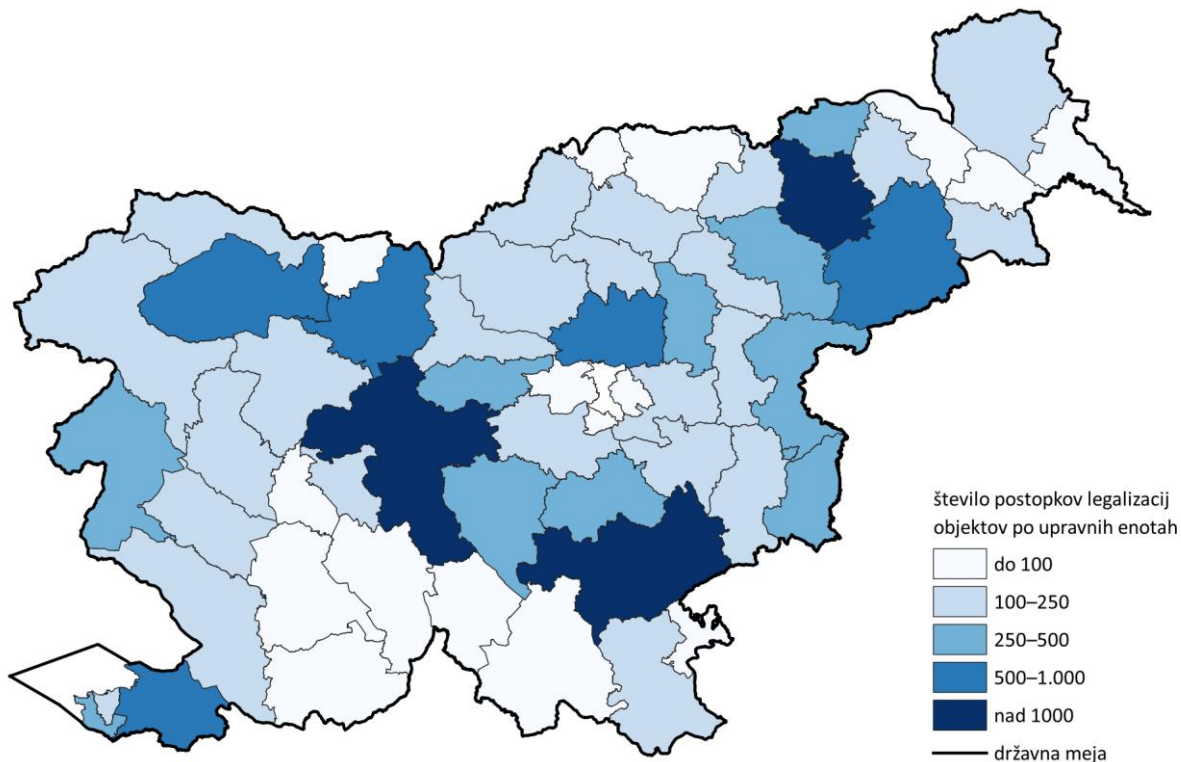 število postopkov legalizacij
objektov po upravnih enotah
do 100
100–250
250–500
500–1.000
nad 1000
državna meja